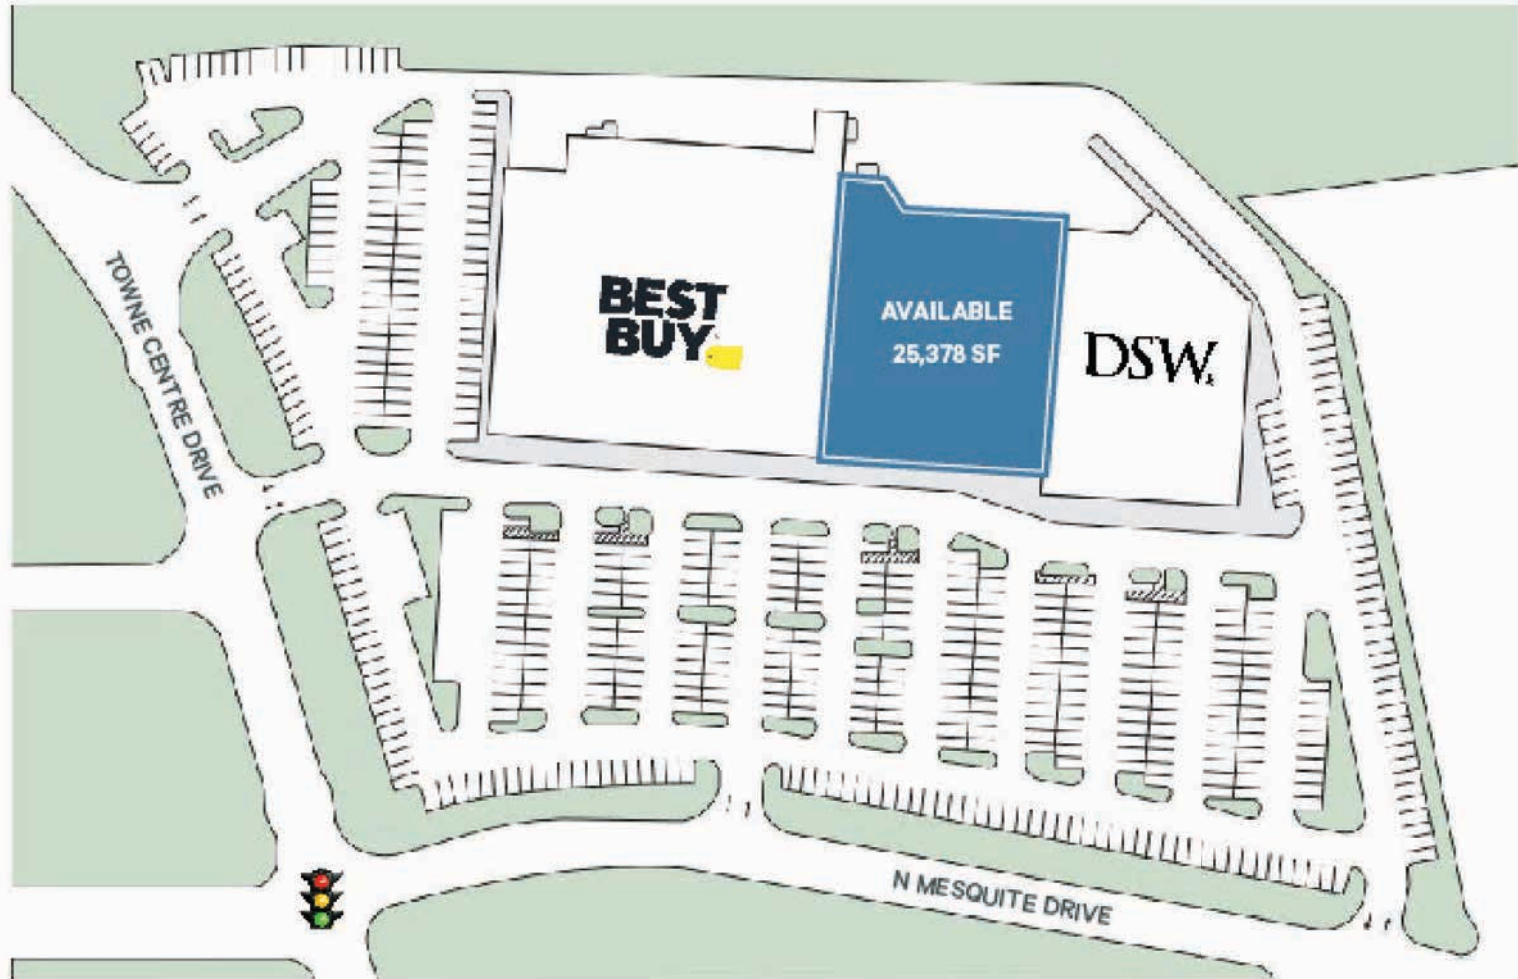 BEST
BUY
AVAILABLE
25,378 SF
DSW
TOWNE CENTRE DRIVE
N MESQUITE DRIVE